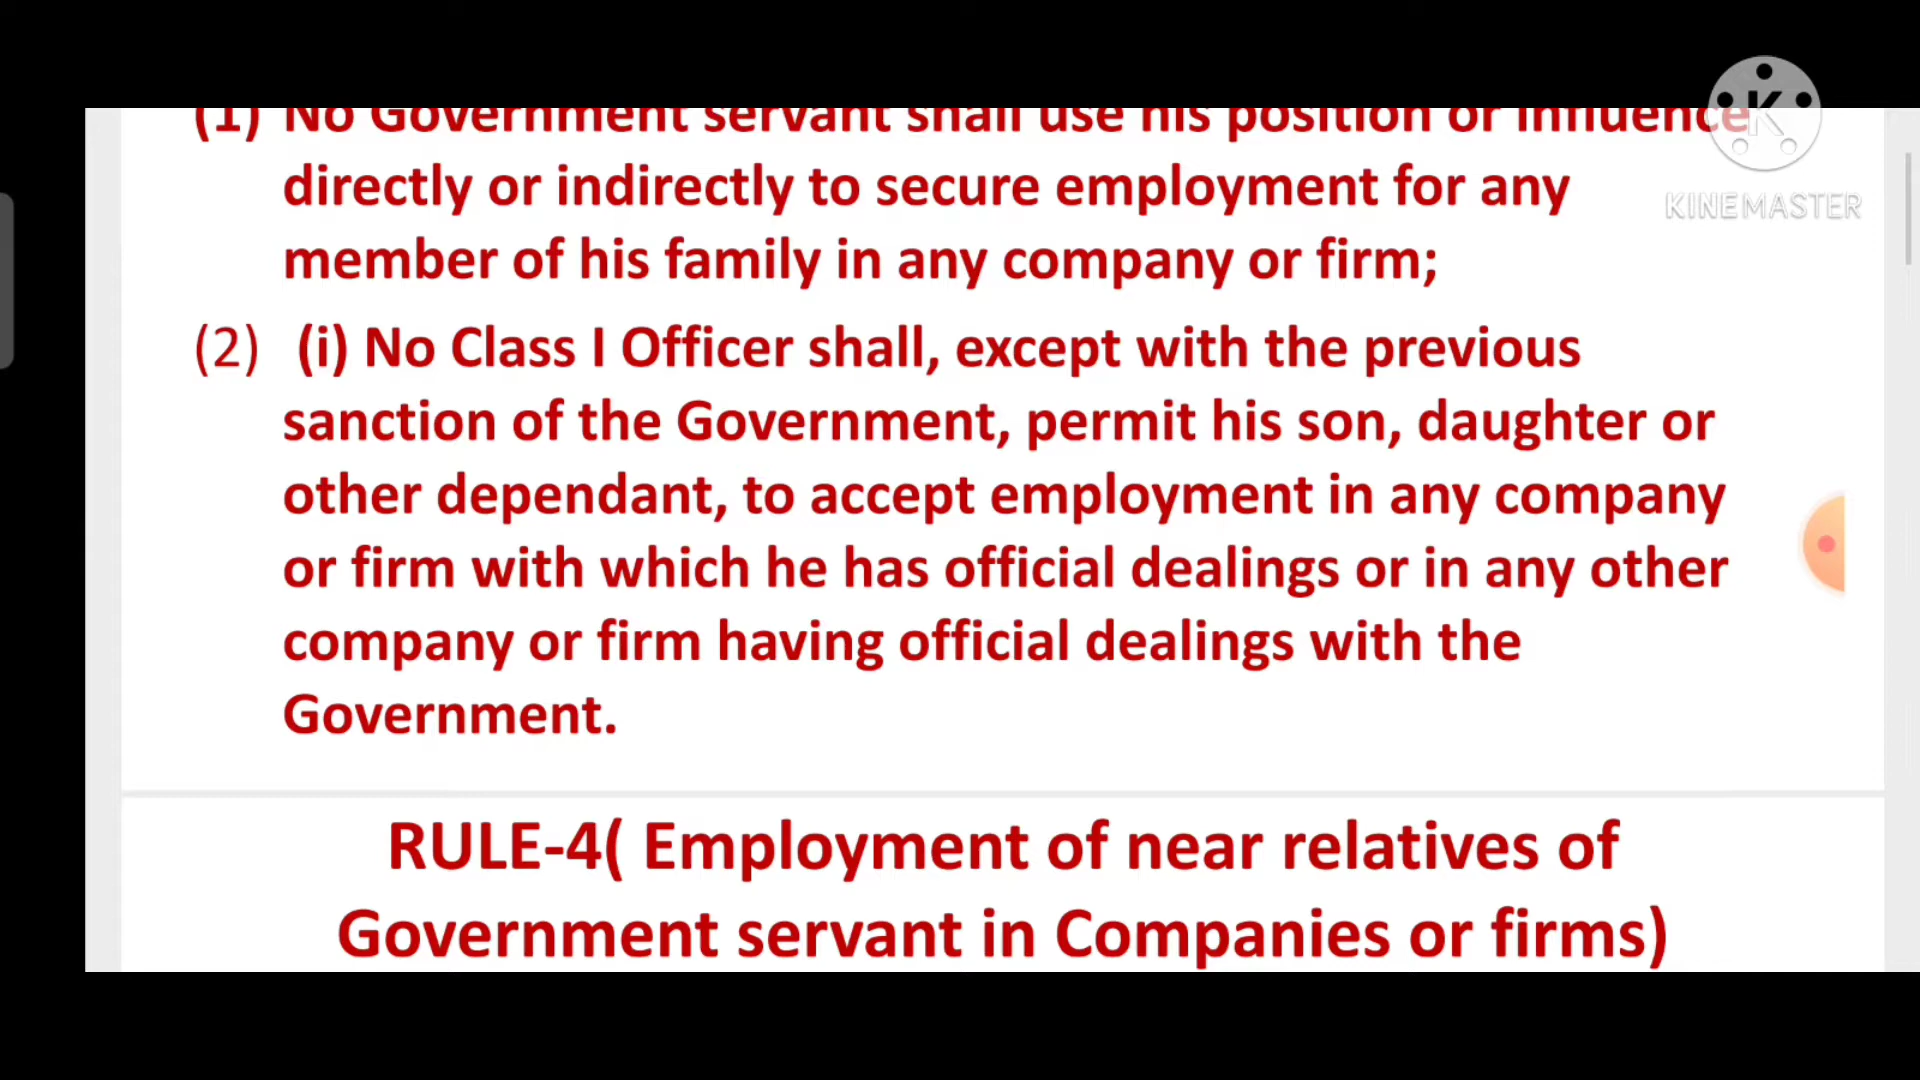 (1) No Government servant shall use his position or influence
directly or indirectly to secure employment for any
member of his family in any company or firm;
(2) (i) No Class I Officer shall, except with the previous
sanction of the Government, permit his son, daughter or
other dependant, to accept employment in any company
or firm with which he has official dealings or in any other
company or firm having official dealings with the
Government.
RULE-4( Employment of near relatives of
Government servant in Companies or firms)
K
KINEMASTER